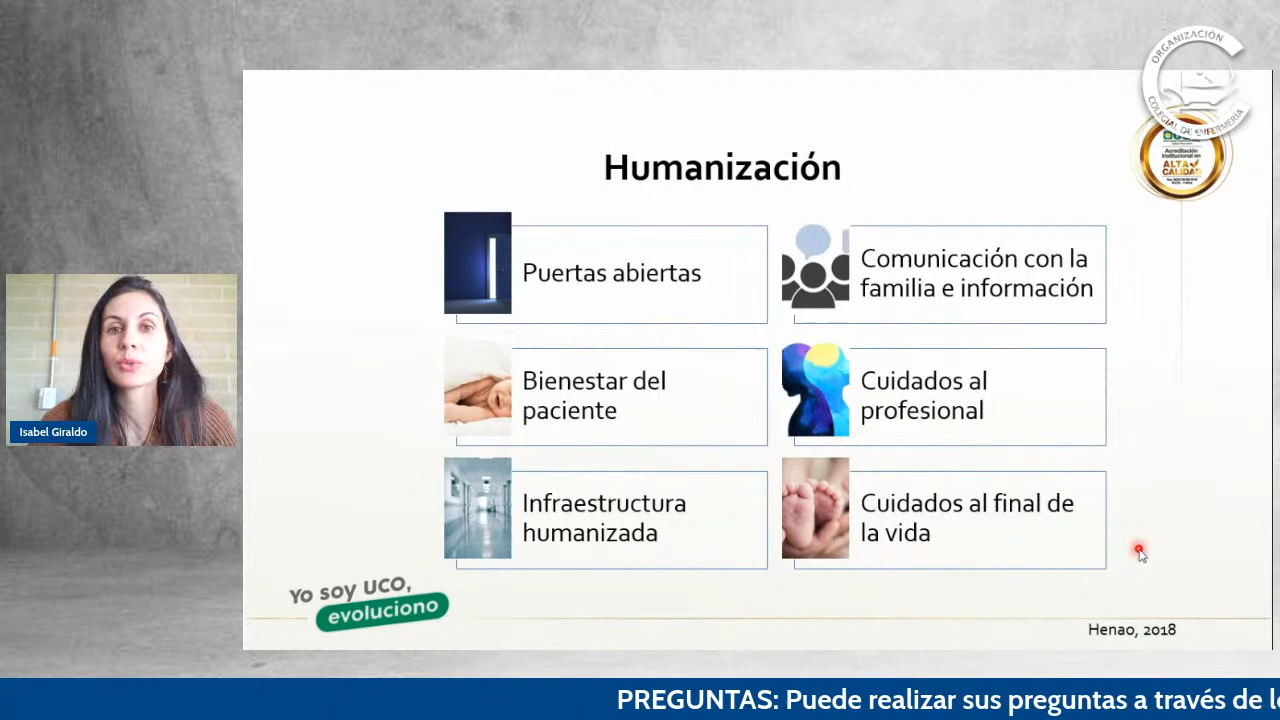 ORGANIZACIÓN
COLEGIAL DE ENFERMERÍA
Acreditación
Institucional en
ALTA
CALIDAD
Humanización
Puertas abiertas
Comunicación con la
familia e información
Bienestar del
paciente
Cuidados al
profesional
Infraestructura
humanizada
Cuidados al final de
la vida
Isabel Giraldo
Yo soy UCO,
evoluciono
Henao, 2018
PREGUNTAS: Puede realizar sus preguntas a través de